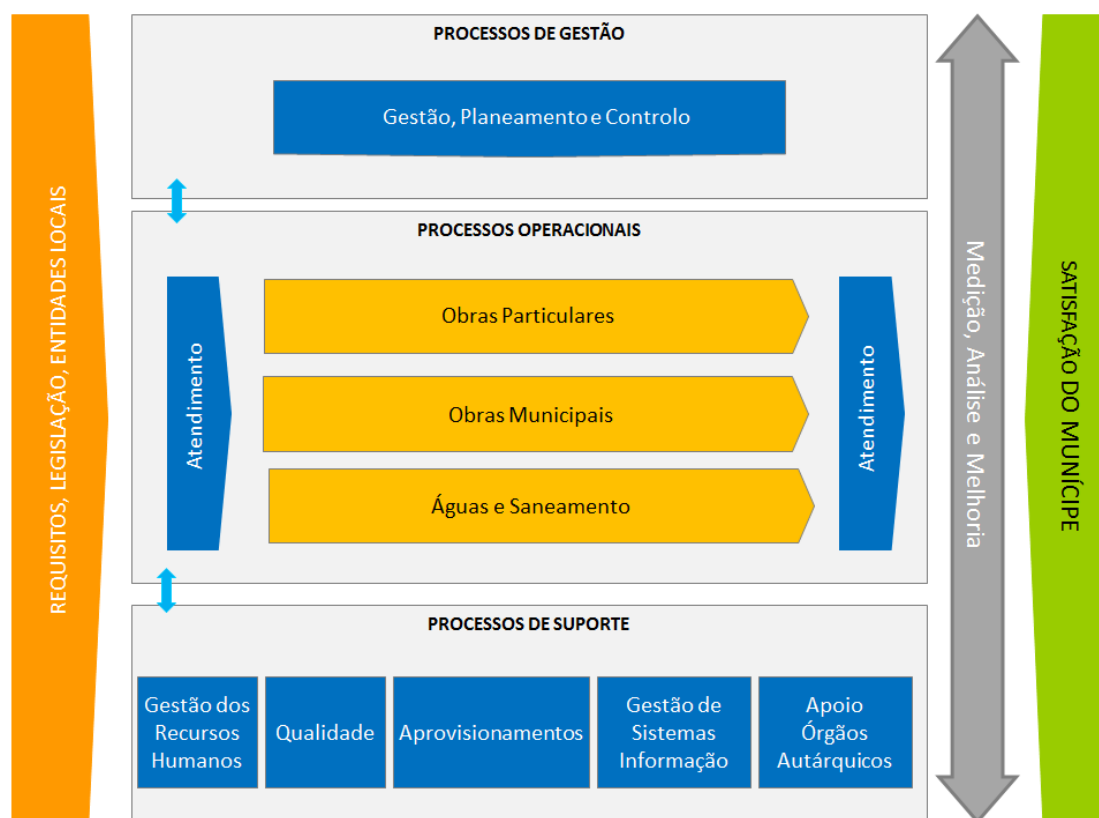 REQUISITOS, LEGISLAÇÃO, ENTIDADES LOCAIS
PROCESSOS DE GESTÃO
Gestão, Planeamento e Controlo
PROCESSOS OPERACIONAIS
Atendimento
Obras Particulares
Obras Municipais
Águas e Saneamento
Atendimento
PROCESSOS DE SUPORTE
Gestão dos
Recursos
Humanos
Qualidade
Aprovisionamentos
Gestão de
Sistemas
Informação
Apoio
Órgãos
Autárquicos
Medição, Análise e Melhoria
SATISFAÇÃO DO MUNÍCIPE